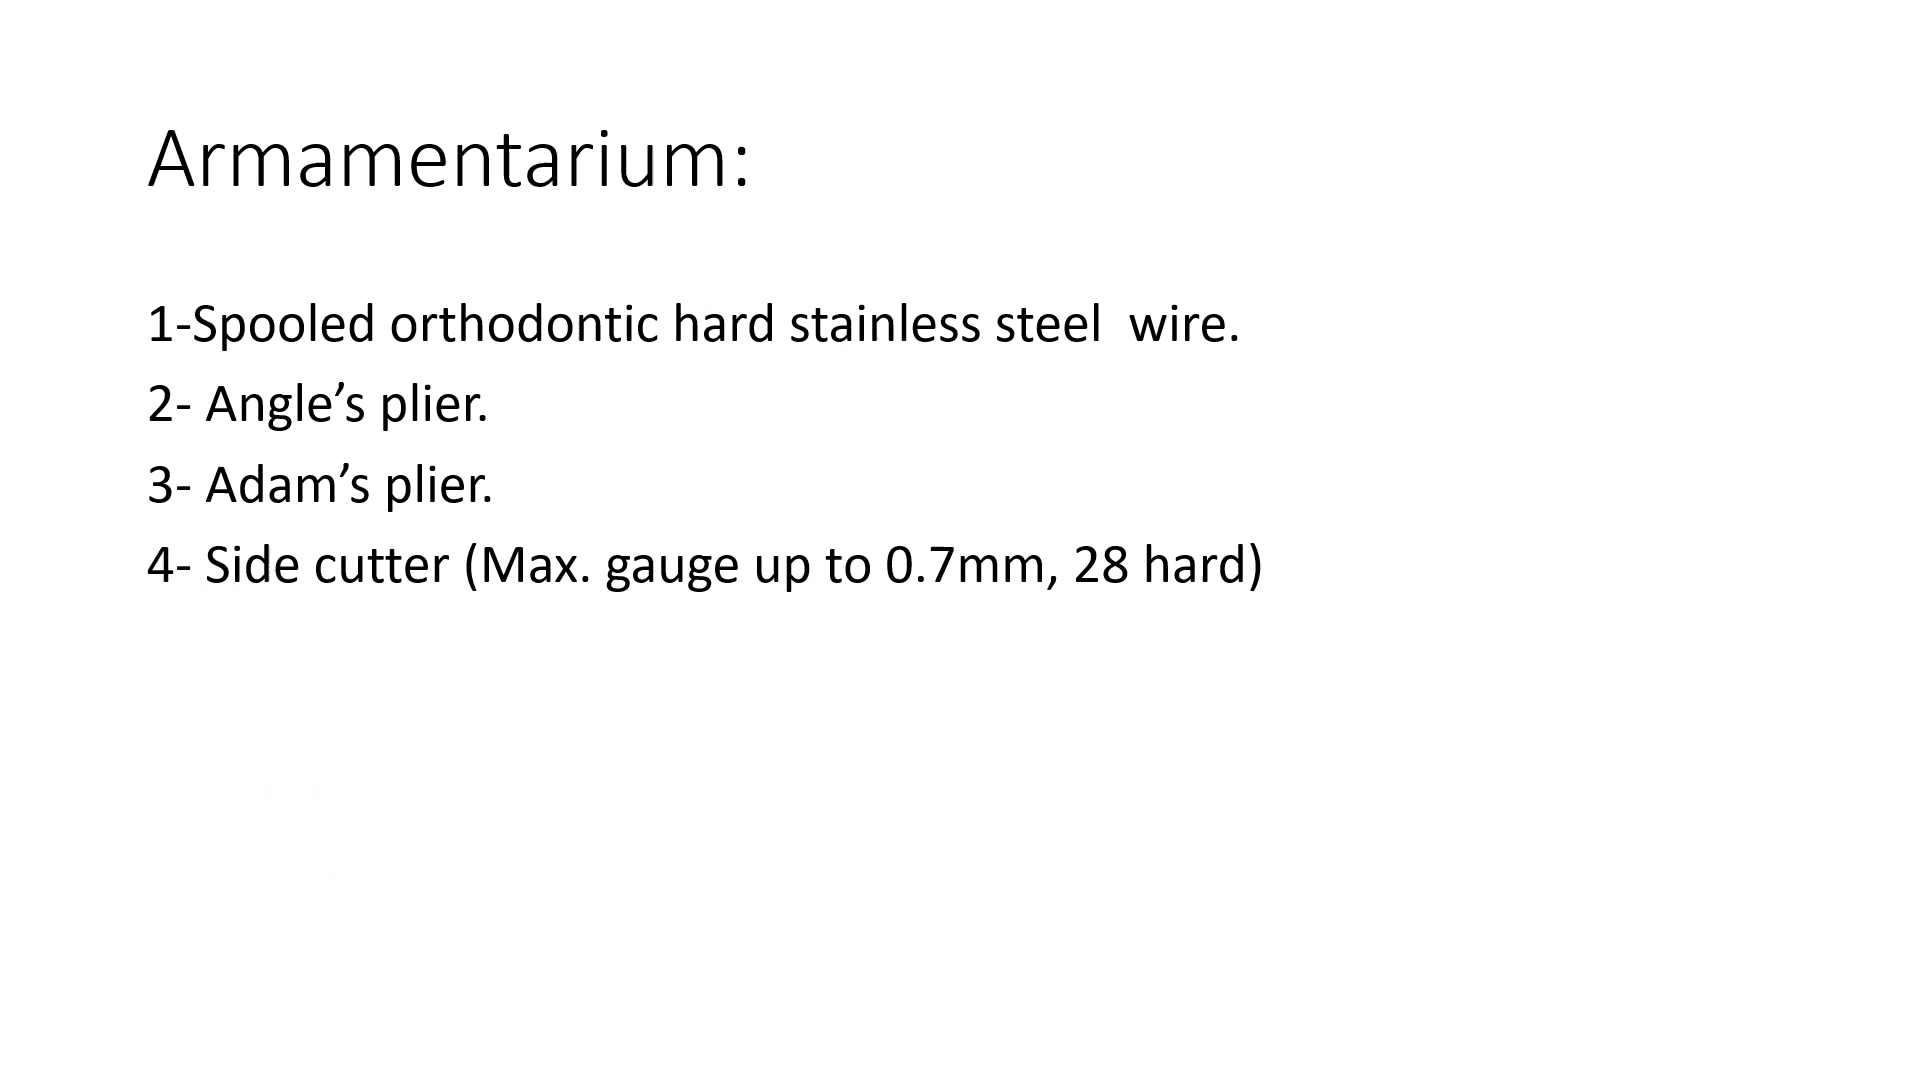 Armamentarium:
1-Spooled orthodontic hard stainless steel  wire.
2- Angle’s plier.
3- Adam’s plier.
4- Side cutter (Max. gauge up to 0.7mm, 28 hard)